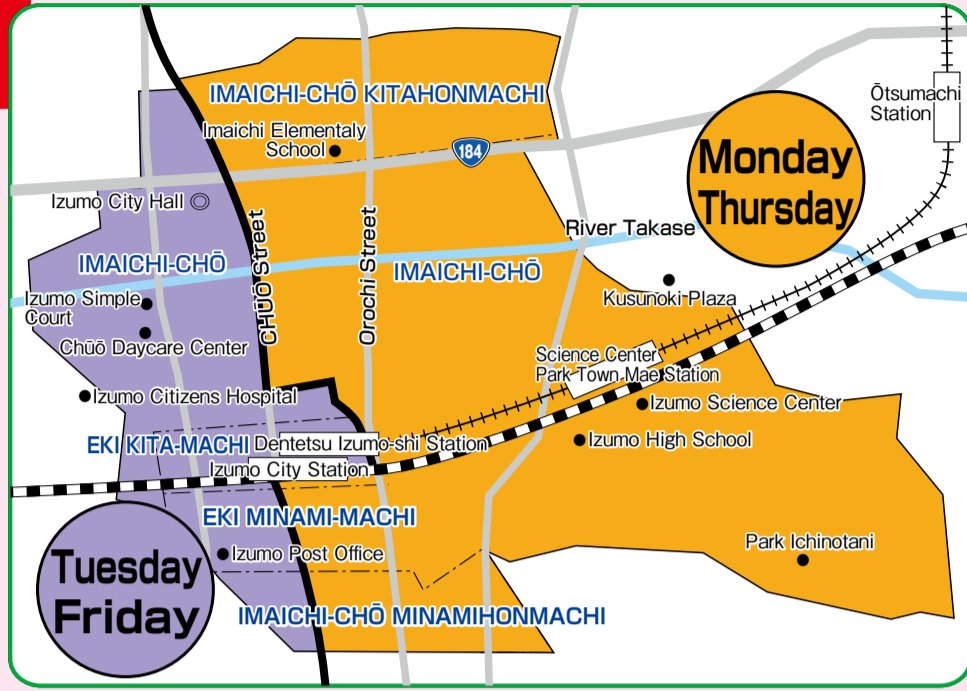 IMAICHI-CHŌ KITAHONMACHI
Ōtsumachi
Station
Imaichi Elementaly
School
184
Monday
Thursday
Izumo City Hall
CHUO Street
Orochi Street
River Takase
IMAICHI-CHŌ
IMAICHI-CHŌ
Izumo Simple
Court
Kusunoki Plaza
Chūō Daycare Center
Science Center
Park Town Mae Station
Izumo Citizens Hospital
Izumo Science Center
EKI KITA-MACHI
Dentetsu Izumo-shi Station
Izumo High School
Izumo City Station
EKI MINAMI-MACHI
Izumo Post Office
Park Ichinotani
Tuesday
Friday
IMAICHI-CHŌ MINAMIHONMACHI